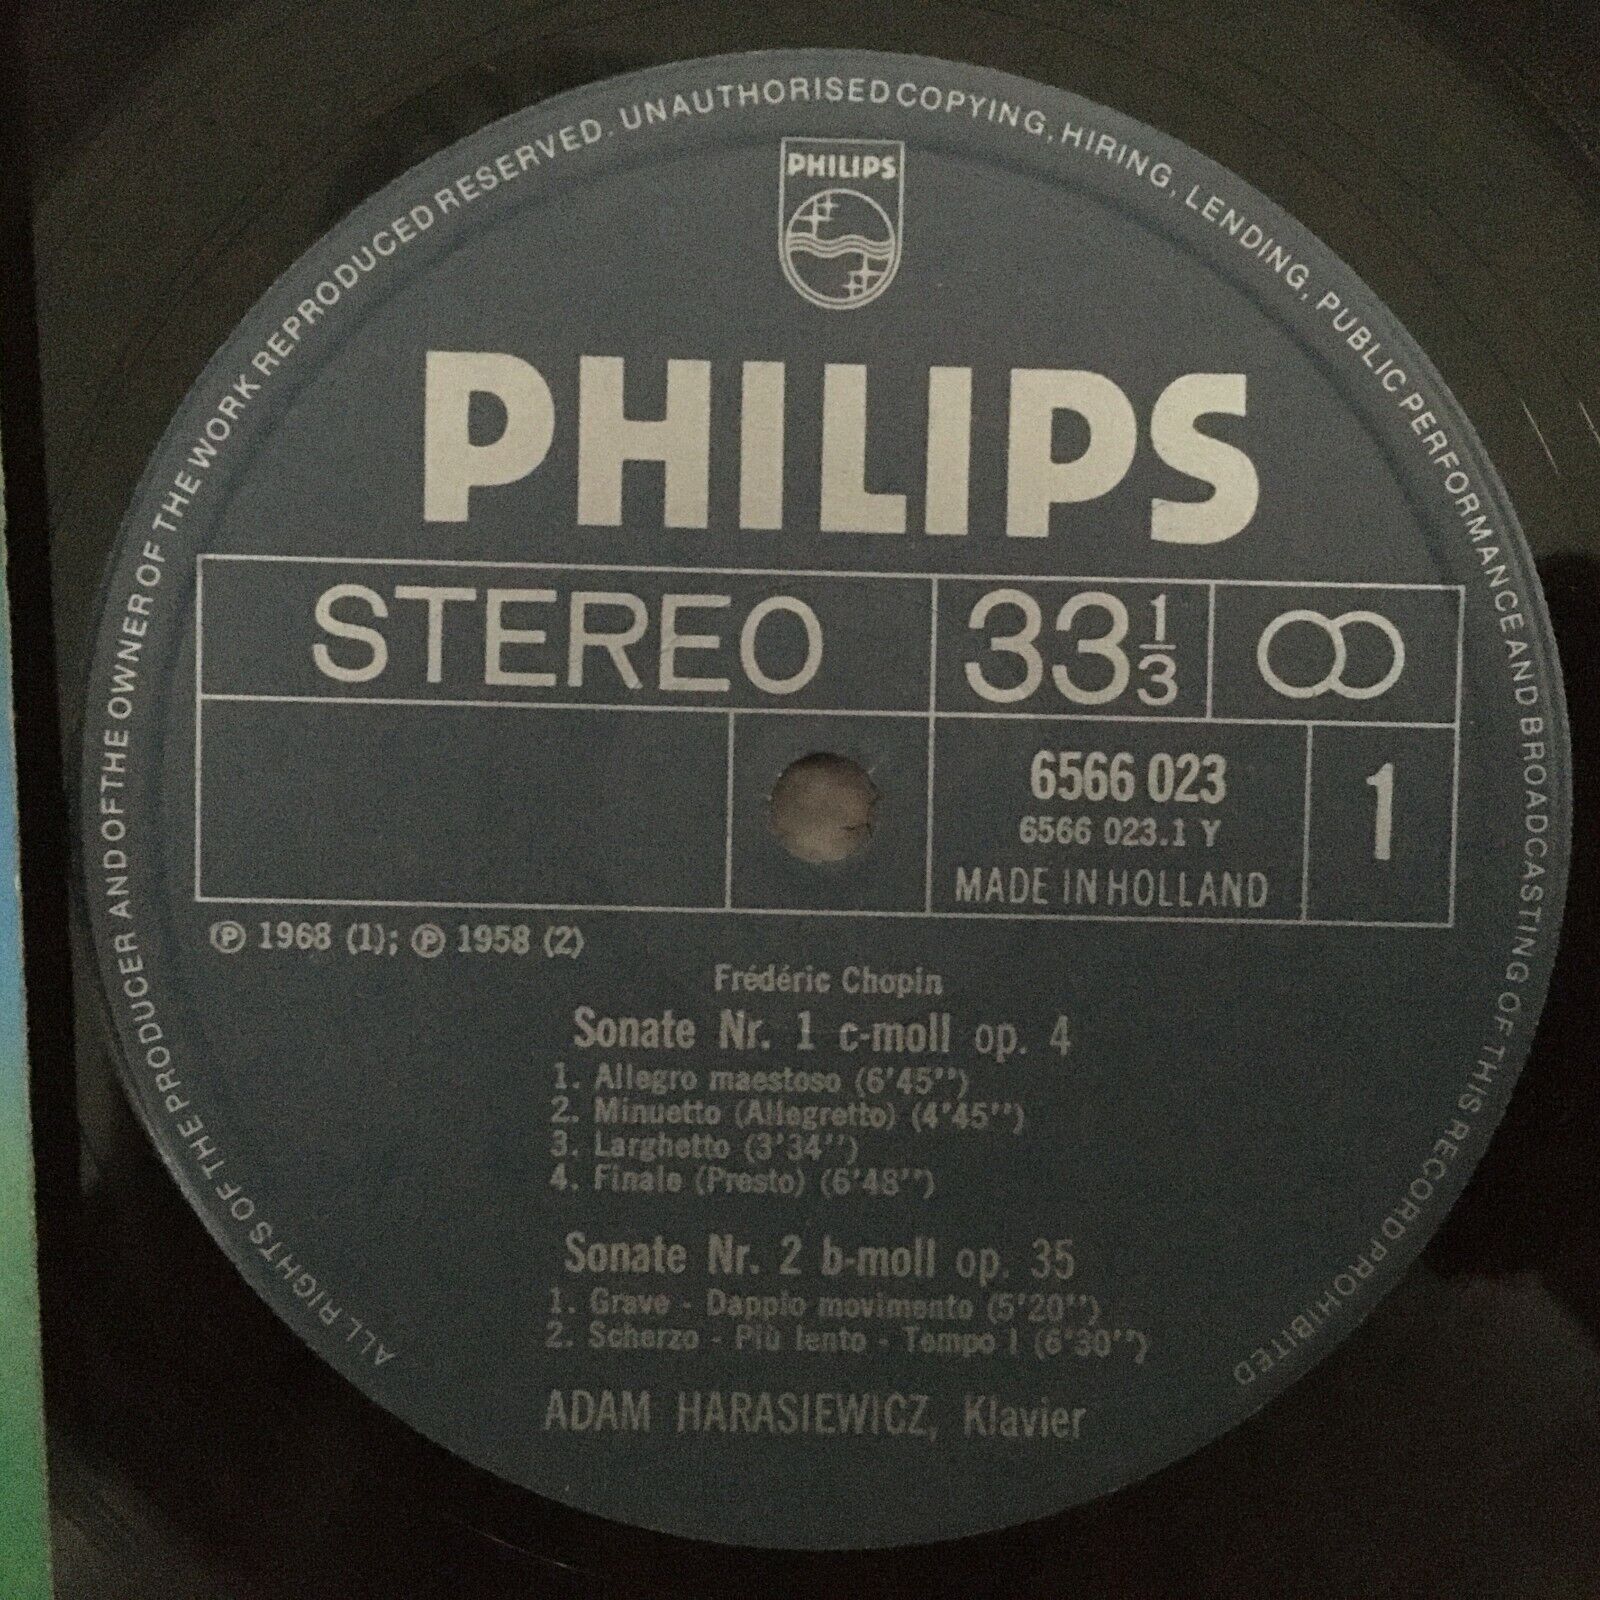 ALL RIGHTS OF THE PRODUCER AND OF THE OWNER OF THE WORK REPRODUCED RESERVED. UNAUTHORISED COPYING, HIRING, LENDING, PUBLIC PERFORMANCE AND BROADCASTING OF THIS RECORD PROHIBITED
PHILIPS
PHILIPS
STEREO 33 1/3
6566 023 1
6566 023.1 Y
MADE IN HOLLAND
℗ 1968 (1); ℗ 1958 (2)
Frédéric Chopin
Sonate Nr. 1 c-moll op. 4
1. Allegro maestoso (6'45'')
2. Minuetto (Allegretto) (4'45'')
3. Larghetto (3'34'')
4. Finale (Presto) (6'48'')
Sonate Nr. 2 b-moll op. 35
1. Grave - Dappio movimento (5'20'')
2. Scherzo - Più lento - Tempo I (6'30'')
ADAM HARASIEWICZ, Klavier